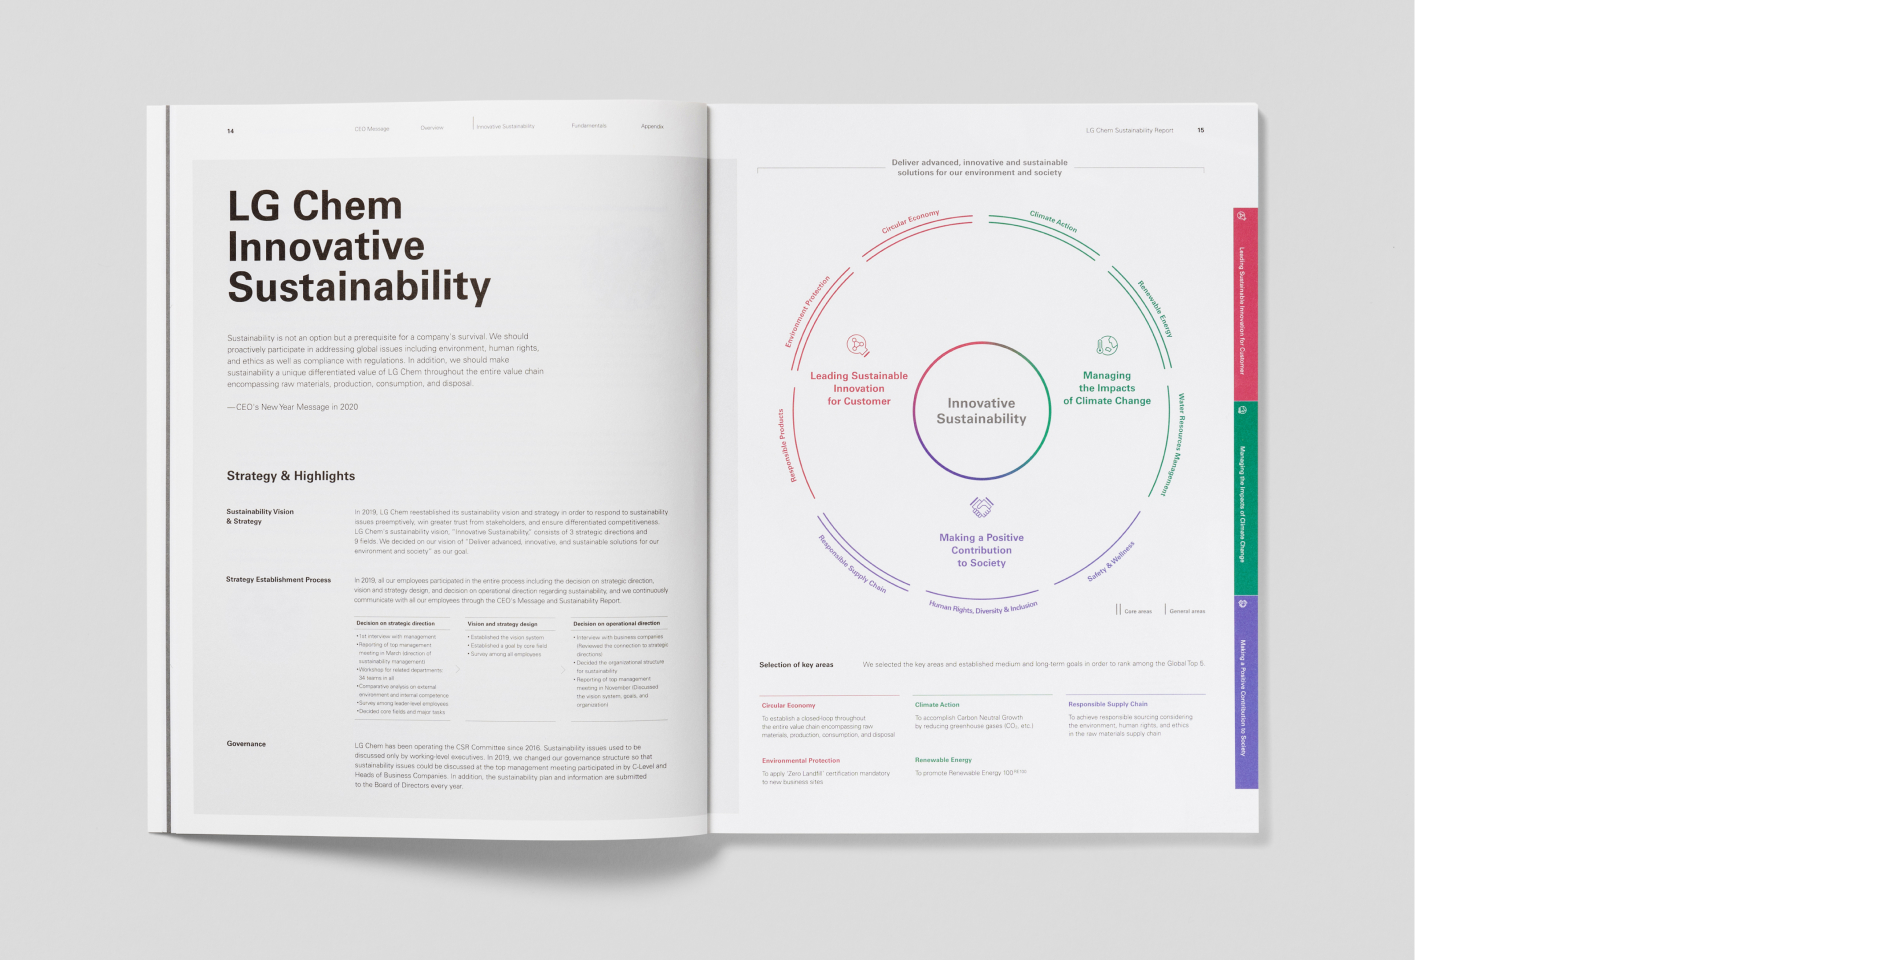 14
CEO Message
Overview
Innovative Sustainability
Fundamentals
Appendix
LG Chem
Innovative
Sustainability
Sustainability is not an option but a prerequisite for a company's survival. We should
proactively participate in addressing global issues including environment, human rights,
and ethics as well as compliance with regulations. In addition, we should make
sustainability a unique differentiated value of LG Chem throughout the entire value chain
encompassing raw materials, production, consumption, and disposal.
—CEO's New Year Message in 2020
Strategy & Highlights
Sustainability Vision
& Strategy
In 2019, LG Chem reestablished its sustainability vision and strategy in order to respond to sustainability
issues preemptively, win greater trust from stakeholders, and ensure differentiated competitiveness.
LG Chem's sustainability vision, "Innovative Sustainability," consists of 3 strategic directions and
9 fields. We decided on our vision of "Deliver advanced, innovative, and sustainable solutions for our
environment and society" as our goal.
Strategy Establishment Process
In 2019, all our employees participated in the entire process including the decision on strategic direction,
vision and strategy design, and decision on operational direction regarding sustainability, and we continuously
communicate with all our employees through the CEO's Message and Sustainability Report.
Decision on strategic direction
•1st interview with management
•Reporting of top management
meeting in March (direction of
sustainability management)
•Workshop for related departments:
34 teams in all
•Comparative analysis on external
environment and internal competence
•Survey among leader-level employees
•Decided core fields and major tasks
Vision and strategy design
•Established the vision system
•Established a goal by core field
•Survey among all employees
Decision on operational direction
•Interview with business companies
(Reviewed the connection to strategic
directions)
•Decided the organizational structure
for sustainability
•Reporting of top management
meeting in November (Discussed
the vision system, goals, and
organization)
Governance
LG Chem has been operating the CSR Committee since 2016. Sustainability issues used to be
discussed only by working-level executives. In 2019, we changed our governance structure so that
sustainability issues could be discussed at the top management meeting participated in by C-Level and
Heads of Business Companies. In addition, the sustainability plan and information are submitted
to the Board of Directors every year.
LG Chem Sustainability Report
15
Deliver advanced, innovative and sustainable
solutions for our environment and society
Circular Economy
Climate Action
Environment Protection
Renewable Energy
Leading Sustainable
Innovation
for Customer
Managing
the Impacts
of Climate Change
Innovative
Sustainability
Responsible Products
Water Resources Management
Making a Positive
Contribution
to Society
Responsible Supply Chain
Safety & Wellness
Human Rights, Diversity & Inclusion
Core areas
General areas
Selection of key areas
We selected the key areas and established medium and long-term goals in order to rank among the Global Top 5.
Circular Economy
To establish a closed-loop throughout
the entire value chain encompassing raw
materials, production, consumption, and disposal
Climate Action
To accomplish Carbon Neutral Growth
by reducing greenhouse gases (CO₂, etc.)
Responsible Supply Chain
To achieve responsible sourcing considering
the environment, human rights, and ethics
in the raw materials supply chain
Environmental Protection
To apply 'Zero Landfill' certification mandatory
to new business sites
Renewable Energy
To promote Renewable Energy 100
Leading Sustainable Innovation for Customer
Managing the Impacts of Climate Change
Making a Positive Contribution to Society